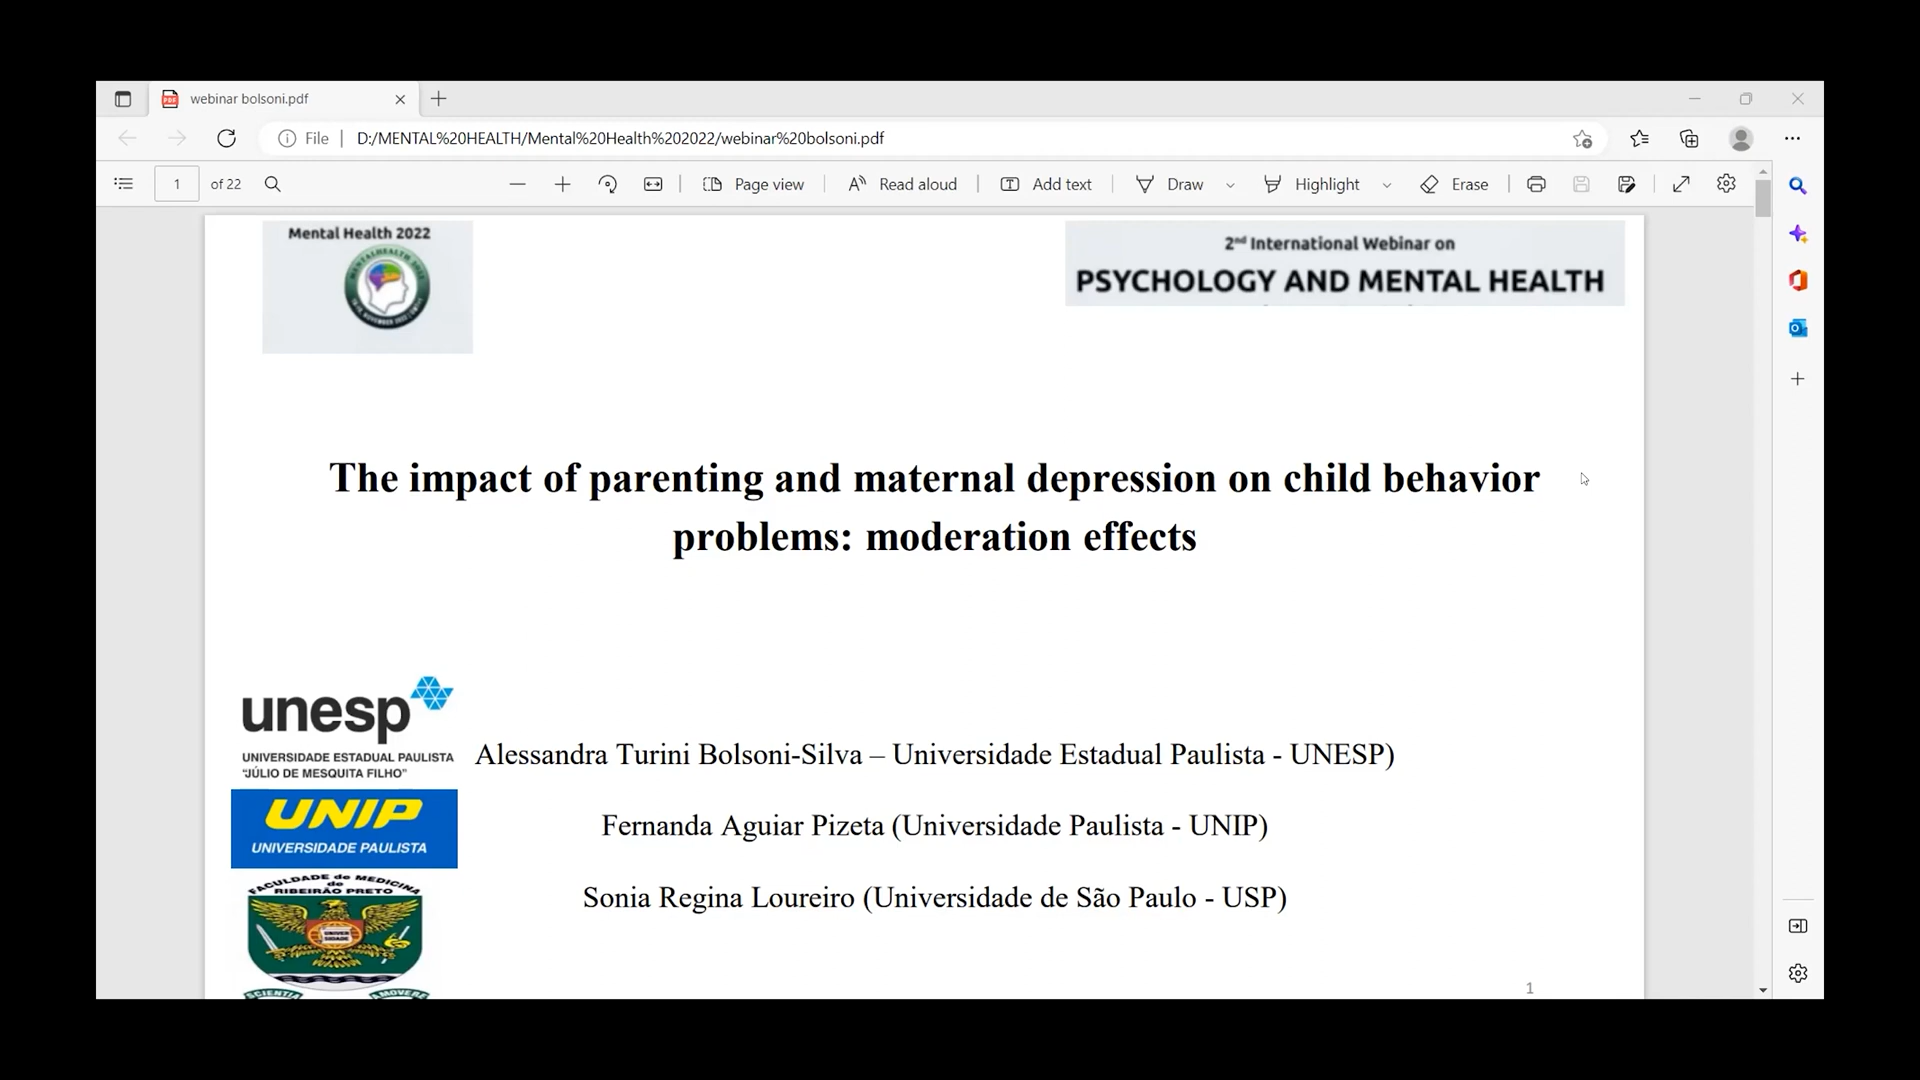 webinar bolsoni.pdf
File
D:/MENTAL%20HEALTH/Mental%20Health%202022/webinar%20bolsoni.pdf
1 of 22
Page view
Read aloud
Add text
Draw
Highlight
Erase
Mental Health 2022
2nd International Webinar on
PSYCHOLOGY AND MENTAL HEALTH
The impact of parenting and maternal depression on child behavior
problems: moderation effects
unesp
UNIVERSIDADE ESTADUAL PAULISTA
"JÚLIO DE MESQUITA FILHO"
Alessandra Turini Bolsoni-Silva – Universidade Estadual Paulista - UNESP)
UNIP
UNIVERSIDADE PAULISTA
Fernanda Aguiar Pizeta (Universidade Paulista - UNIP)
FACULDADE de MEDICINA
de
RIBEIRÃO PRETO
UNIVER
SIDADE
Sonia Regina Loureiro (Universidade de São Paulo - USP)
SCIENTIA
AMOVERE
1